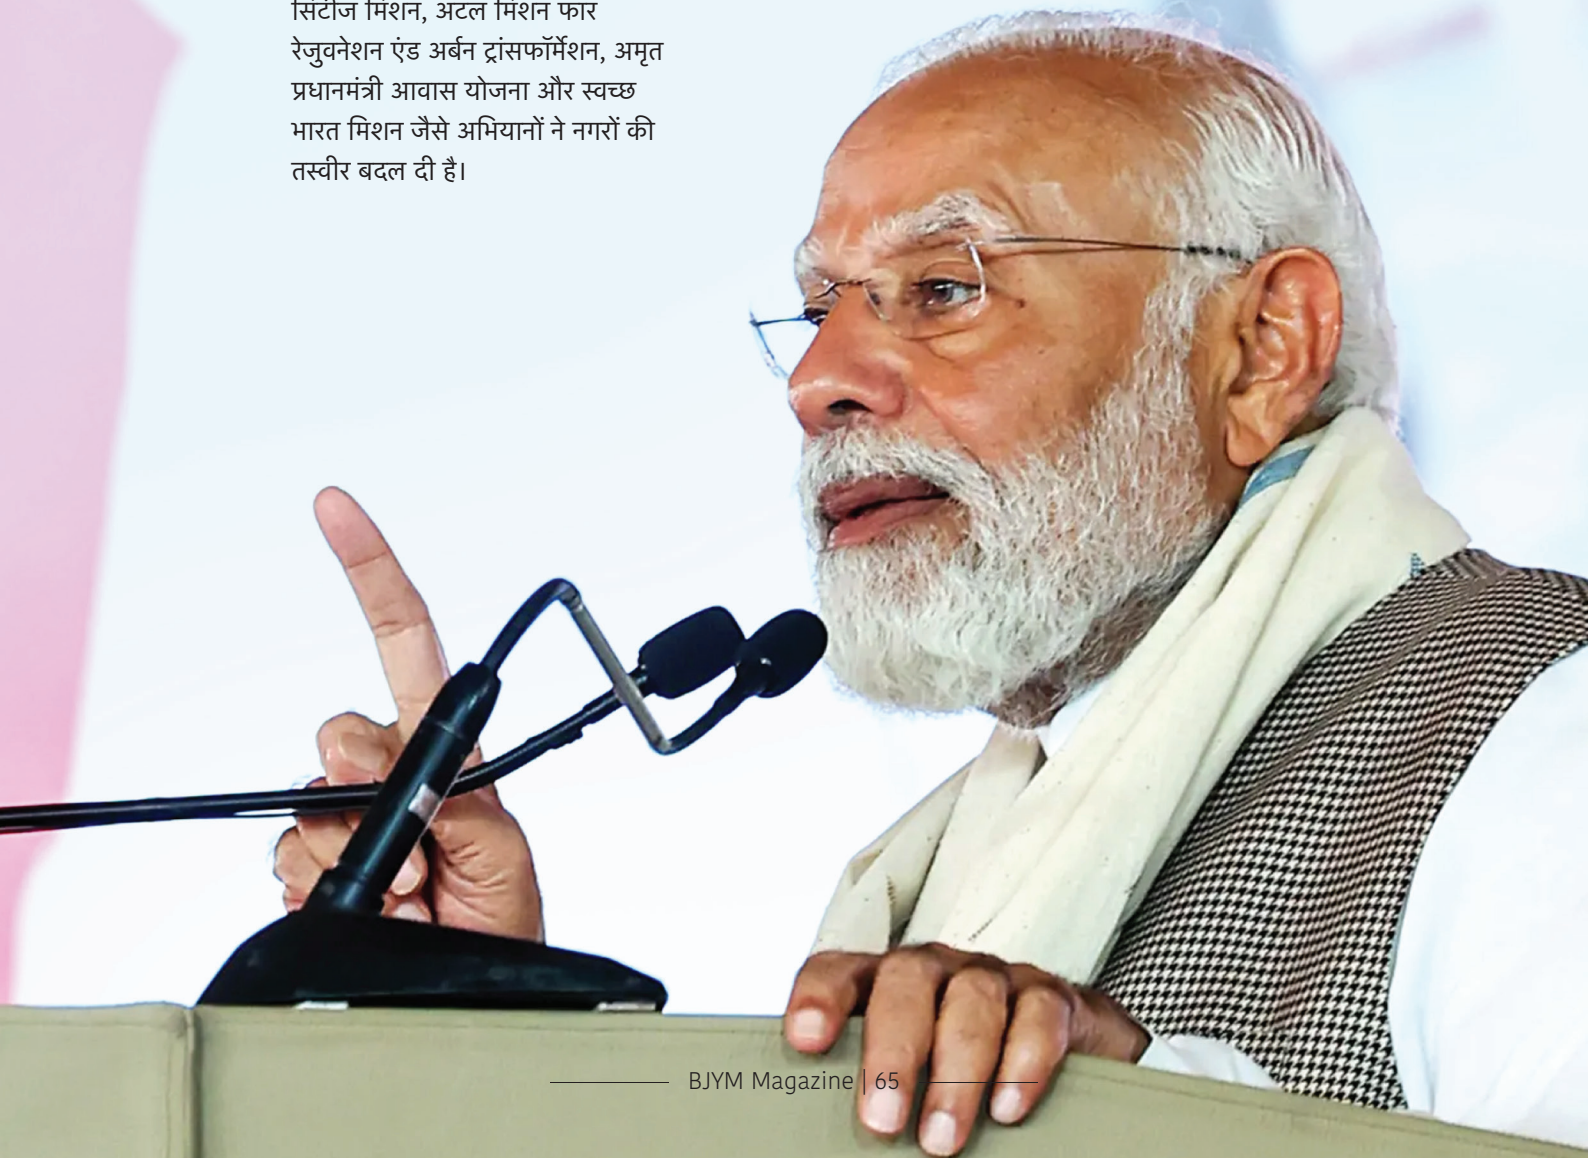 सिटीज मिशन, अटल मिशन फार
रेजुवनेशन एंड अर्बन ट्रांसफॉर्मेशन, अमृत
प्रधानमंत्री आवास योजना और स्वच्छ
भारत मिशन जैसे अभियानों ने नगरों की
तस्वीर बदल दी है।
BJYM Magazine | 65